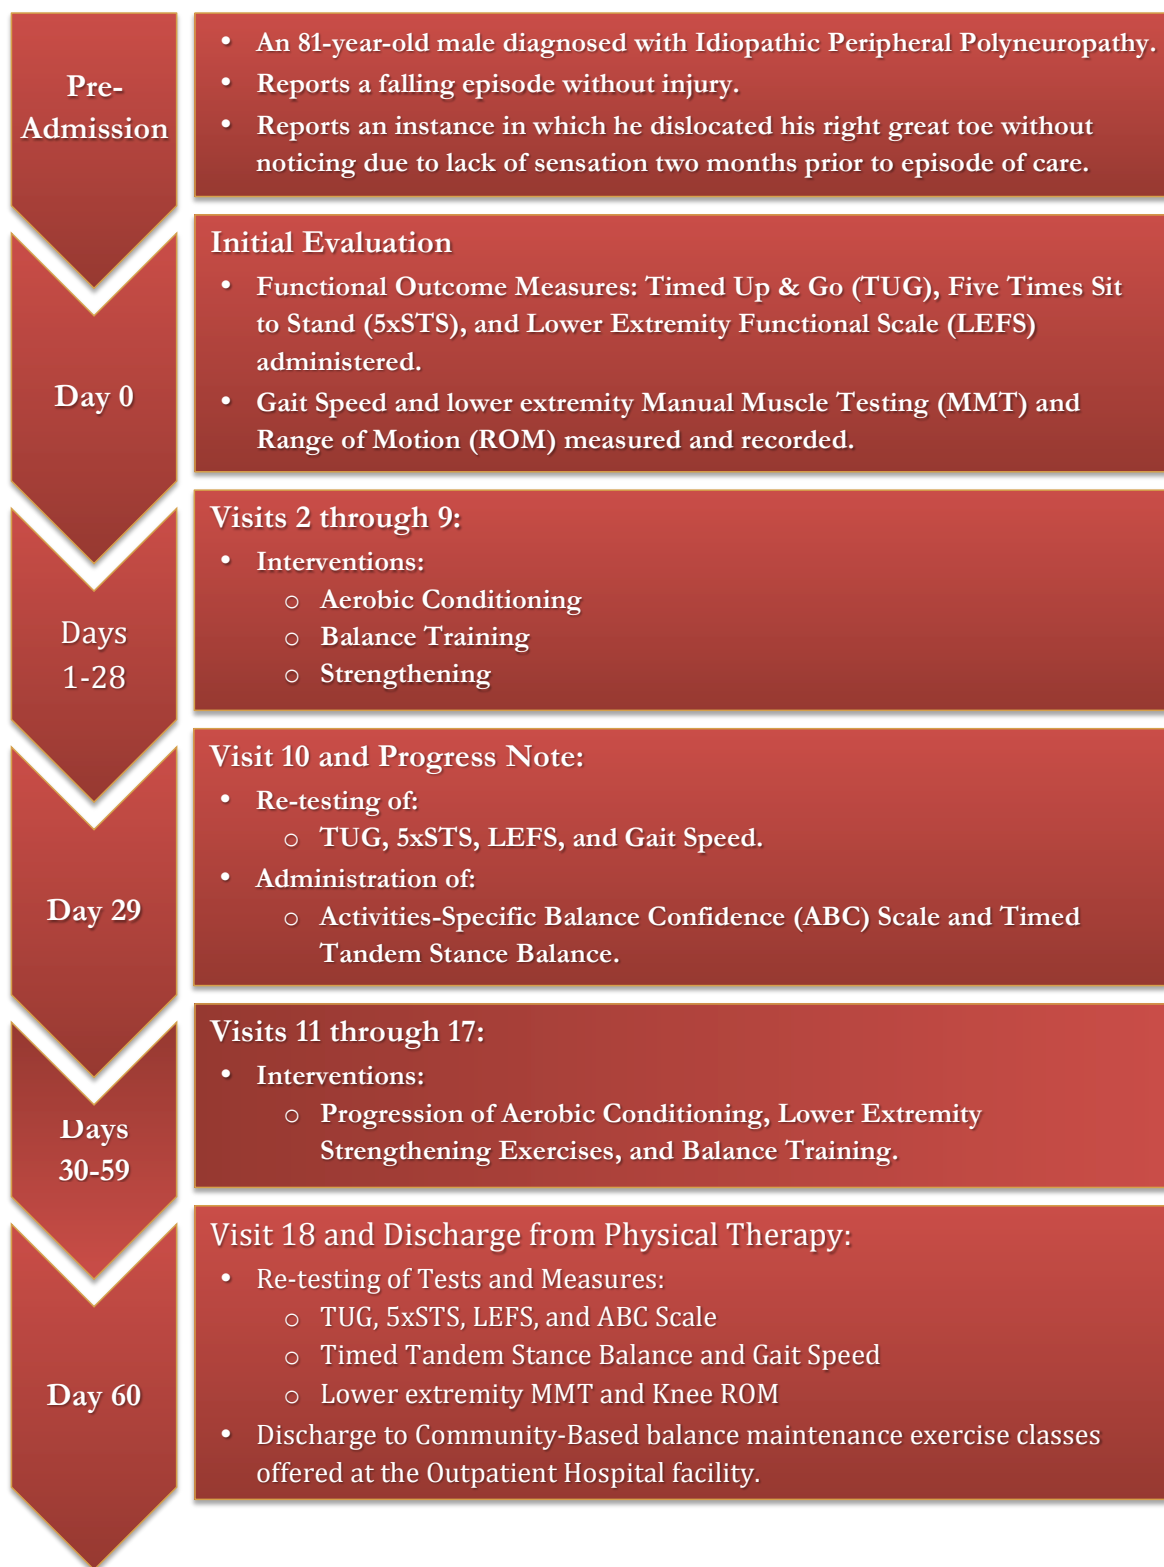 Pre-
Admission
• An 81-year-old male diagnosed with Idiopathic Peripheral Polyneuropathy.
• Reports a falling episode without injury.
• Reports an instance in which he dislocated his right great toe without
noticing due to lack of sensation two months prior to episode of care.
Day 0
Initial Evaluation
• Functional Outcome Measures: Timed Up & Go (TUG), Five Times Sit
to Stand (5xSTS), and Lower Extremity Functional Scale (LEFS)
administered.
• Gait Speed and lower extremity Manual Muscle Testing (MMT) and
Range of Motion (ROM) measured and recorded.
Days
1-28
Visits 2 through 9:
• Interventions:
o Aerobic Conditioning
o Balance Training
o Strengthening
Day 29
Visit 10 and Progress Note:
• Re-testing of:
o TUG, 5xSTS, LEFS, and Gait Speed.
• Administration of:
o Activities-Specific Balance Confidence (ABC) Scale and Timed
Tandem Stance Balance.
Days
30-59
Visits 11 through 17:
• Interventions:
o Progression of Aerobic Conditioning, Lower Extremity
Strengthening Exercises, and Balance Training.
Day 60
Visit 18 and Discharge from Physical Therapy:
• Re-testing of Tests and Measures:
o TUG, 5xSTS, LEFS, and ABC Scale
o Timed Tandem Stance Balance and Gait Speed
o Lower extremity MMT and Knee ROM
• Discharge to Community-Based balance maintenance exercise classes
offered at the Outpatient Hospital facility.